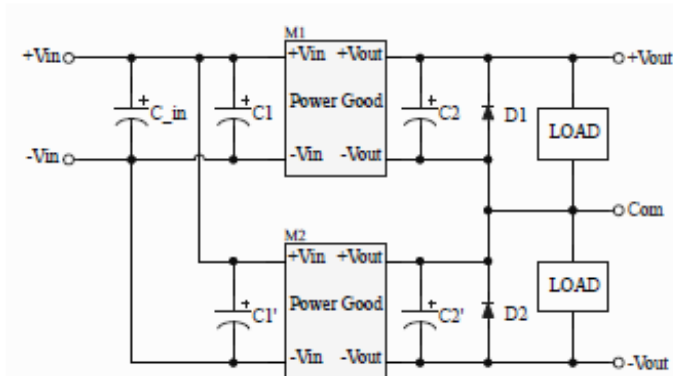 M1
+Vin +Vin +Vout +Vout
C_in C1 Power Good C2 D1 LOAD
-Vin -Vin -Vout
Com
M2
+Vin +Vout
C1' Power Good C2' D2 LOAD
-Vin -Vout -Vout